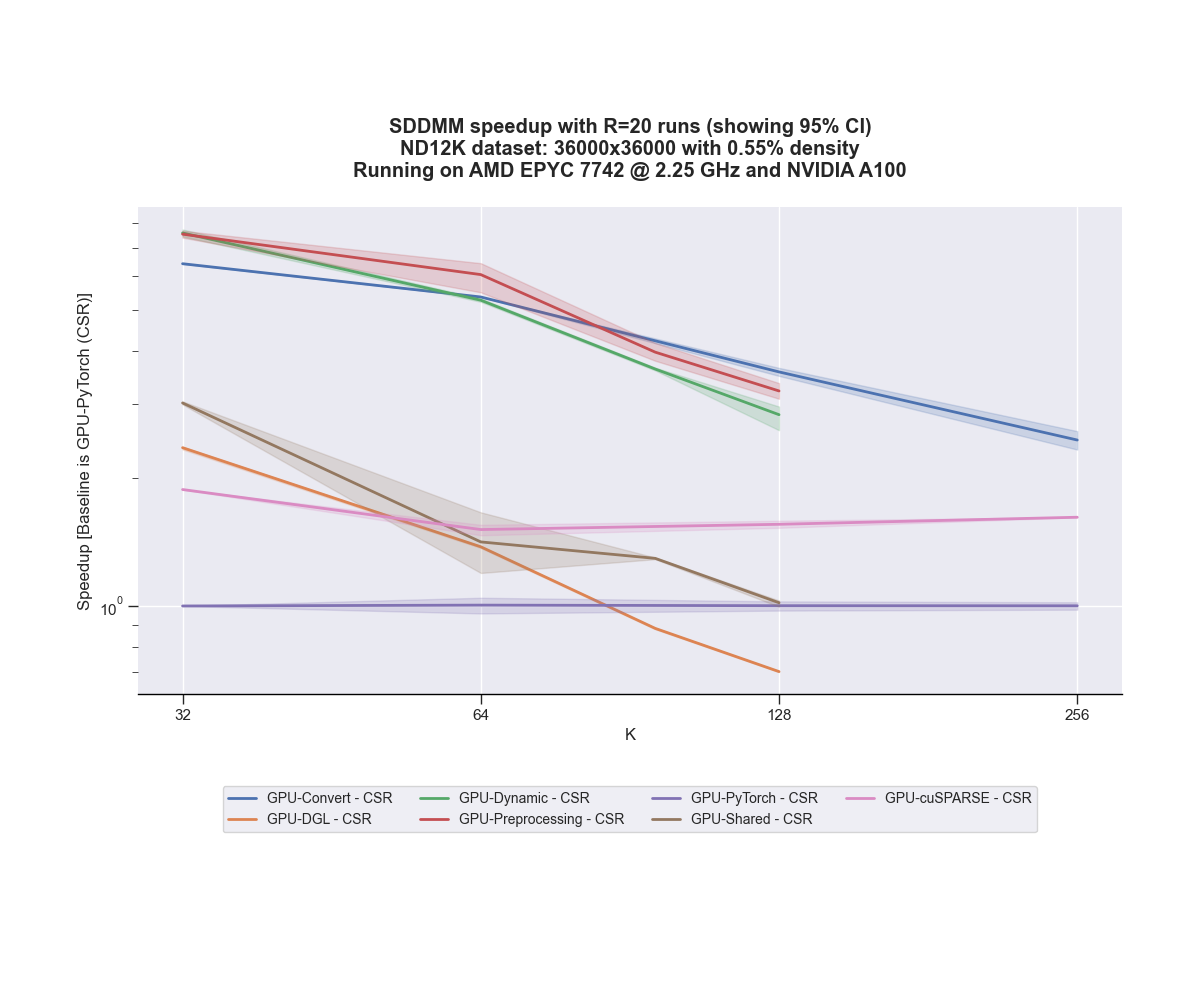 SDDMM speedup with R=20 runs (showing 95% CI)
ND12K dataset: 36000x36000 with 0.55% density
Running on AMD EPYC 7742 @ 2.25 GHz and NVIDIA A100
Speedup [Baseline is GPU-PyTorch (CSR)]
10^0
32 64 128 256
K
GPU-Convert - CSR GPU-Dynamic - CSR GPU-PyTorch - CSR GPU-cuSPARSE - CSR
GPU-DGL - CSR GPU-Preprocessing - CSR GPU-Shared - CSR